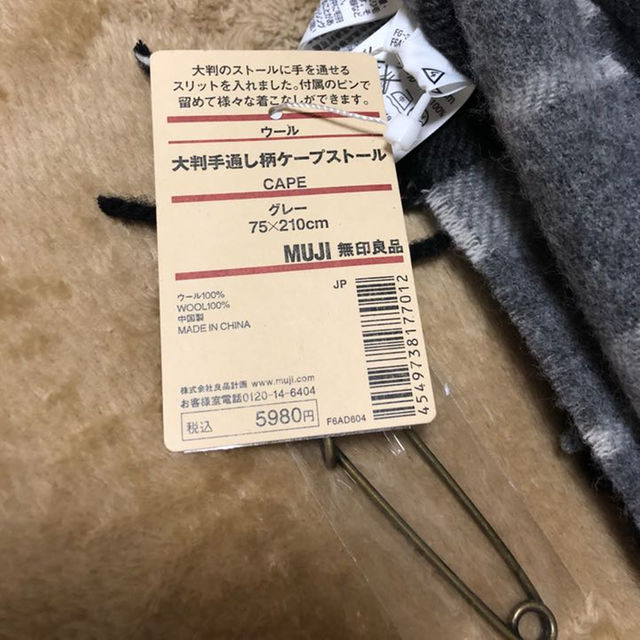 大判のストールに手を通せる
スリットを入れました。付属のピンで
留めて様々な着こなしができます。
ウール
大判手通し柄ケープストール
CAPE
グレー
75×210cm
MUJI 無印良品
JP
ウール100%
WOOL100%
中国製
MADE IN CHINA
株式会社良品計画 www.muji.com
お客様室電話0120-14-6404
税込 5980円
F6AD604
4549738177012